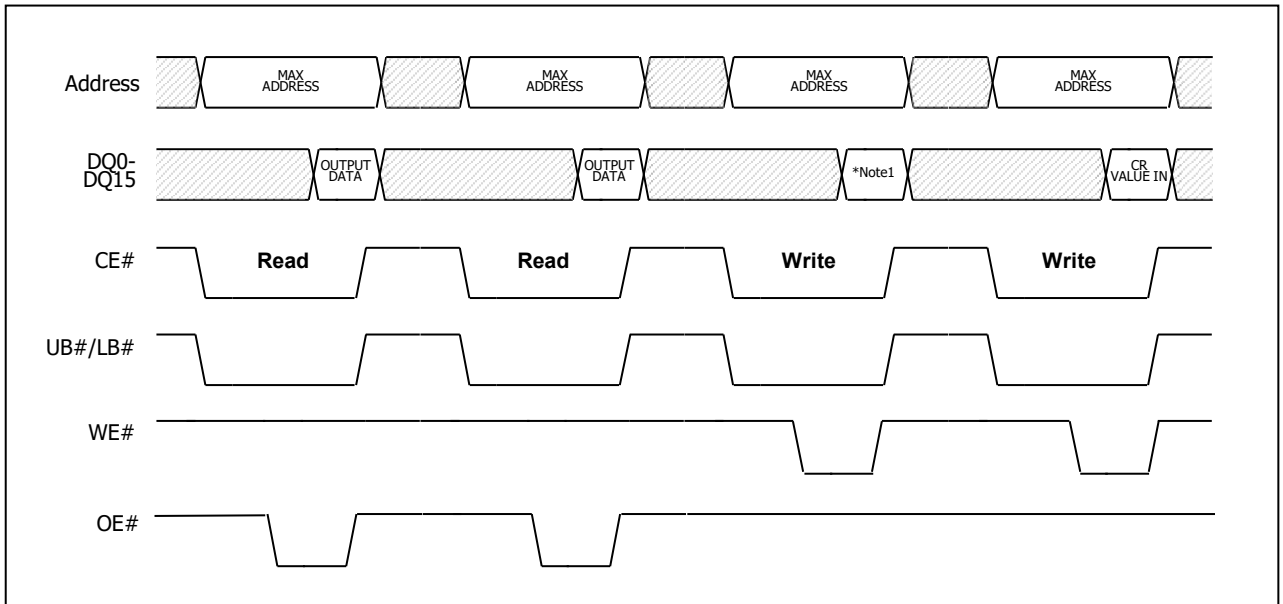 Address
MAX
ADDRESS
MAX
ADDRESS
MAX
ADDRESS
MAX
ADDRESS
DQ0-
DQ15
OUTPUT
DATA
OUTPUT
DATA
*Note1
CR
VALUE IN
CE#
Read
Read
Write
Write
UB#/LB#
WE#
OE#